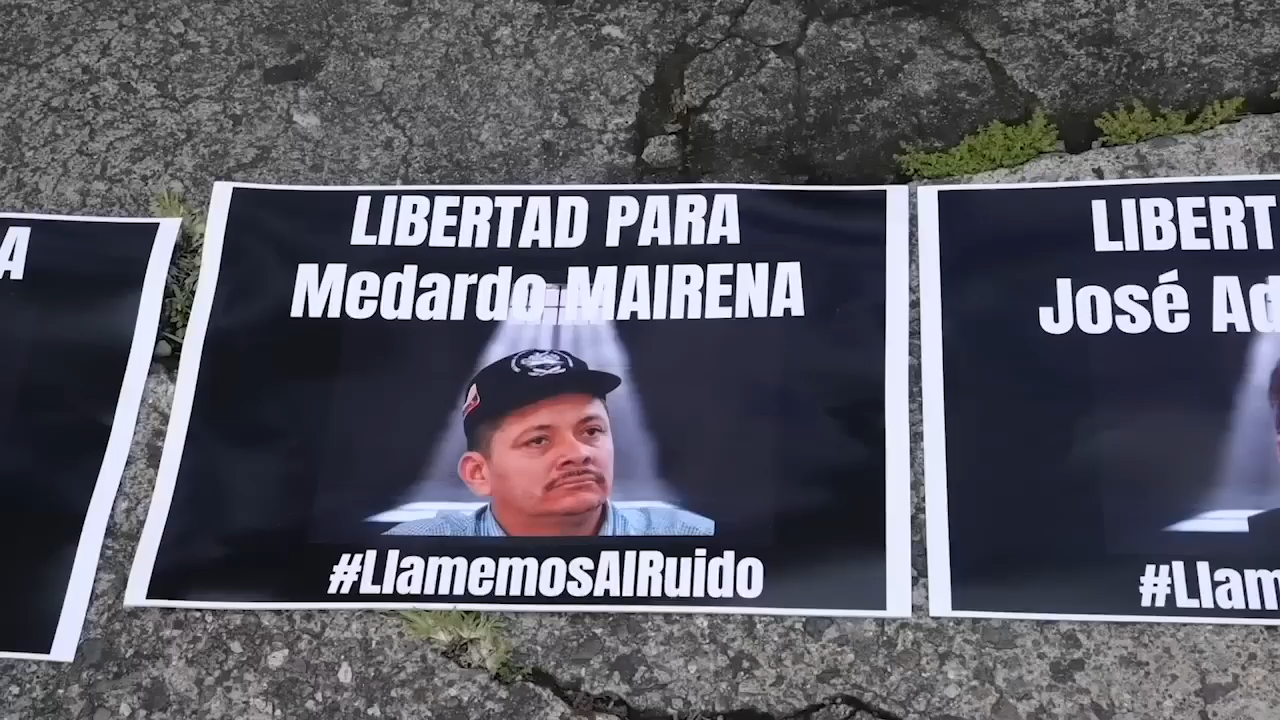 A
LIBERTAD PARA
Medardo MAIRENA
#LlamemosAlRuido
LIBERT
José Ad
#Llam